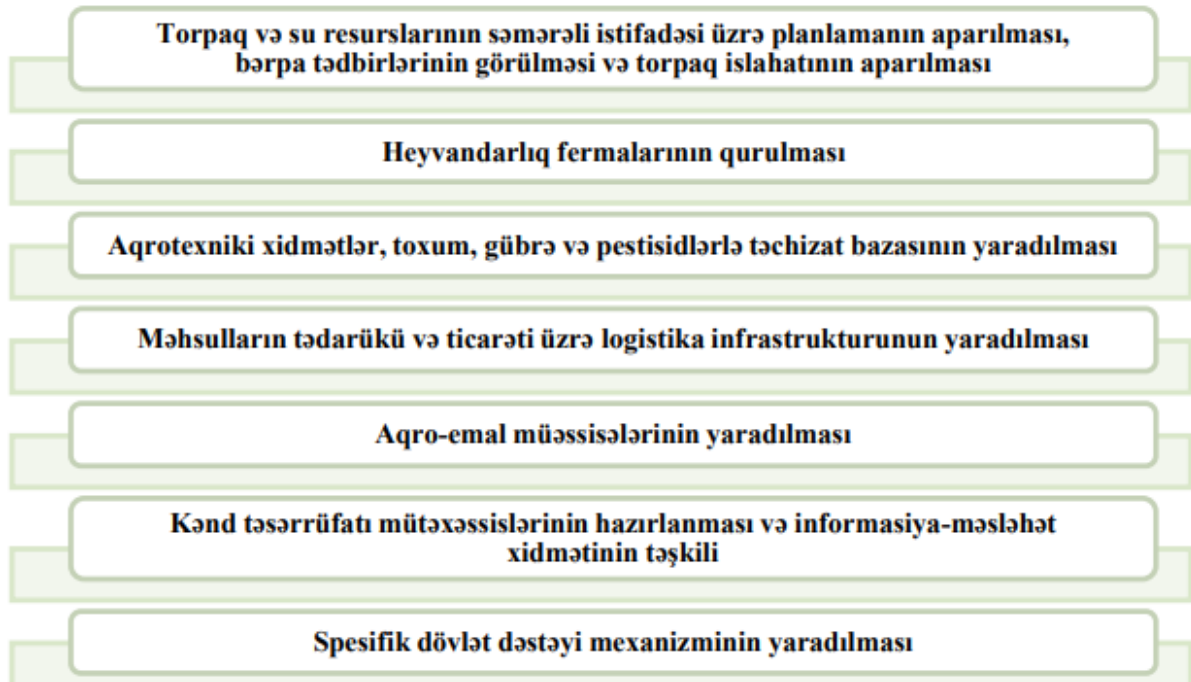 Torpaq və su resurslarının səmərəli istifadəsi üzrə planlamanın aparılması,
bərpa tədbirlərinin görülməsi və torpaq islahatının aparılması
Heyvandarlıq fermalarının qurulması
Aqrotexniki xidmətlər, toxum, gübrə və pestisidlərlə təchizat bazasının yaradılması
Məhsulların tədarükü və ticarəti üzrə logistika infrastrukturunun yaradılması
Aqro-emal müəssisələrinin yaradılması
Kənd təsərrüfatı mütəxəssislərinin hazırlanması və informasiya-məsləhət
xidmətinin təşkili
Spesifik dövlət dəstəyi mexanizminin yaradılması